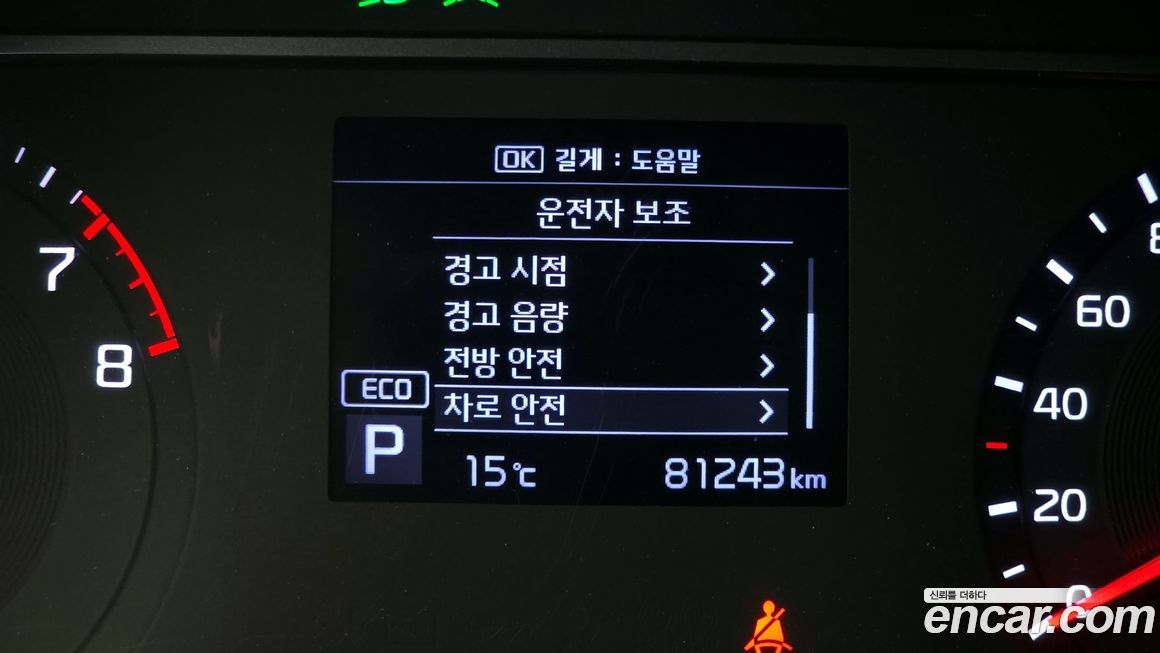 OK 길게 : 도움말
운전자 보조
경고 시점
경고 음량
전방 안전
차로 안전
ECO
P
15℃
81243km
7
8
60
40
20
0
신뢰를 더하다
encar.com